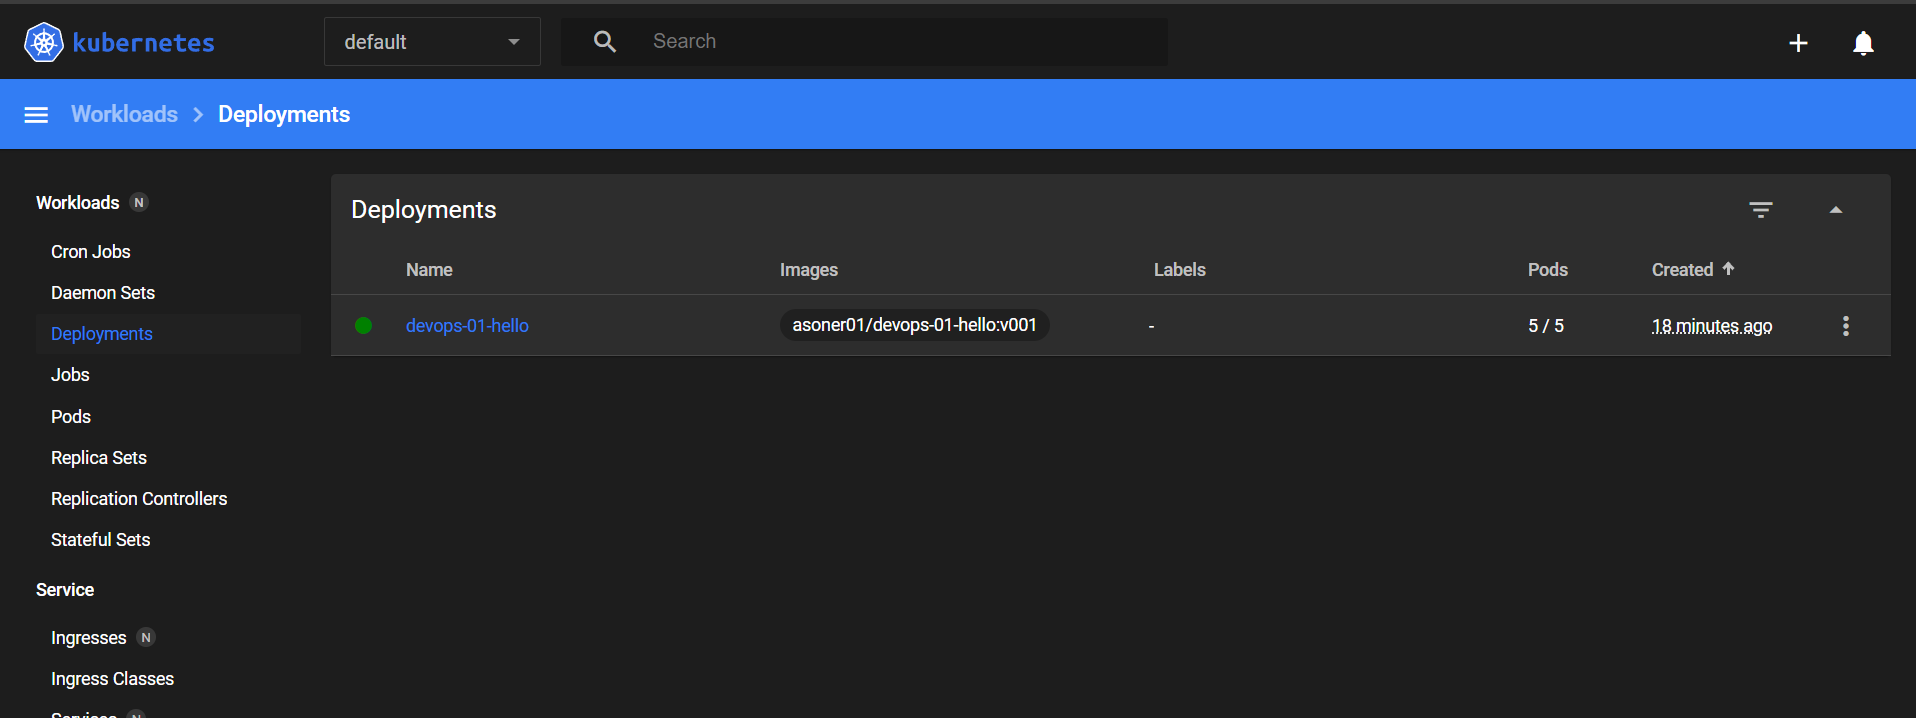 kubernetes
default
Search
Workloads > Deployments
Workloads N
Cron Jobs
Daemon Sets
Deployments
Jobs
Pods
Replica Sets
Replication Controllers
Stateful Sets
Service
Ingresses N
Ingress Classes
Services N
Deployments
Name Images Labels Pods Created
devops-01-hello asoner01/devops-01-hello:v001 - 5 / 5 18 minutes ago